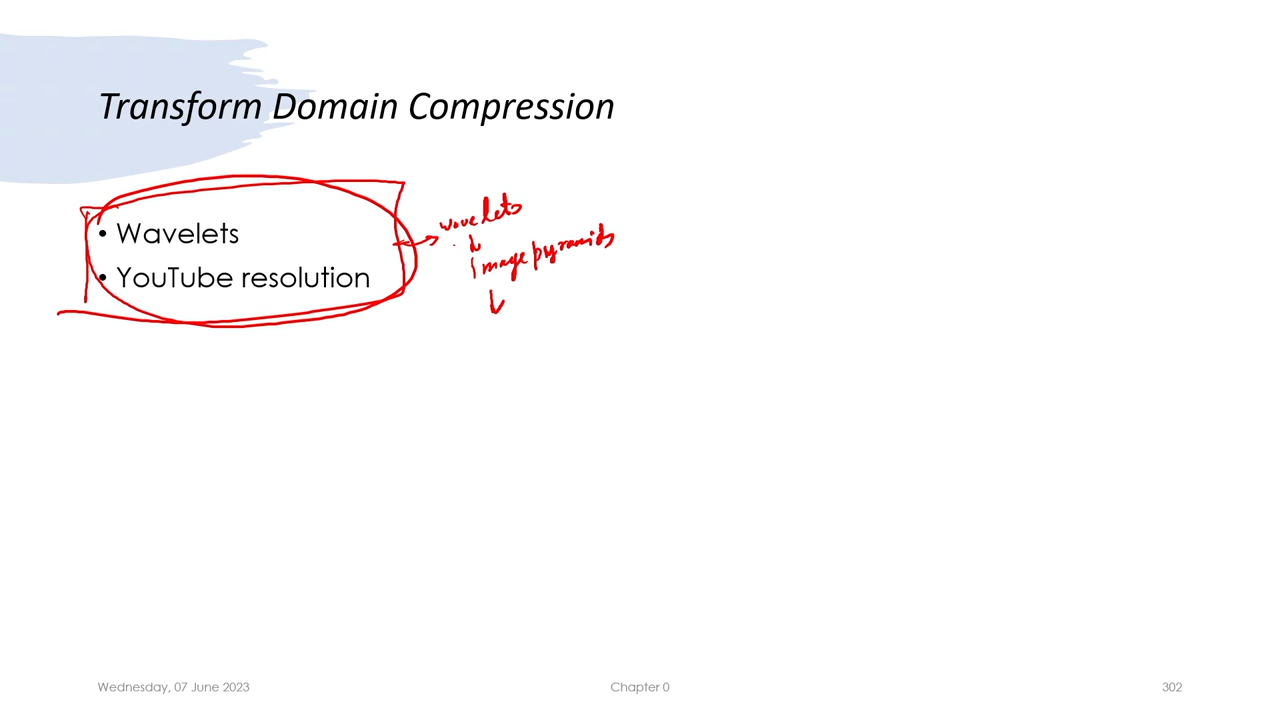 Transform Domain Compression
• Wavelets
• YouTube resolution
wavelets
Image pyramids
Wednesday, 07 June 2023
Chapter 0
302